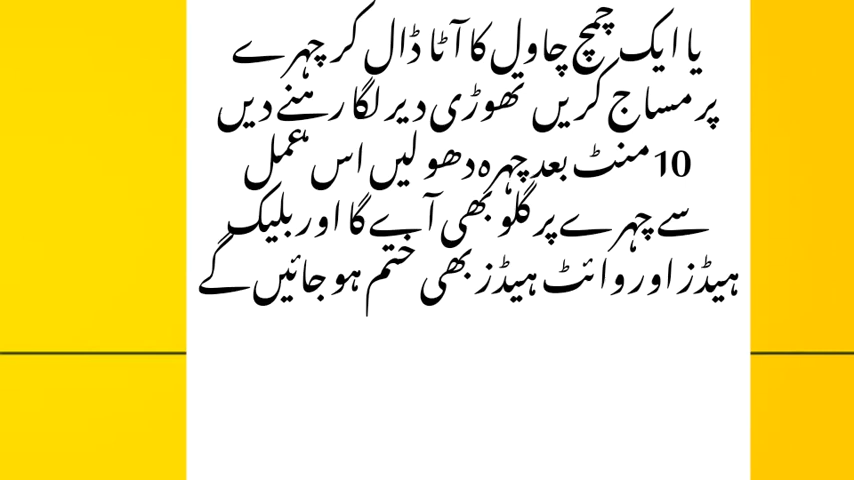 یا ایک چمچ چاول کا آٹا ڈال کر چہرے
پر مساج کریں تھوڑی دیر لگا رہنے دیں
10 منٹ بعد چہرہ دھو لیں اس عمل
سے چہرے پر گلو بھی آے گا اور بلیک
ہیڈز اور وائٹ ہیڈز بھی ختم ہو جائیں گے